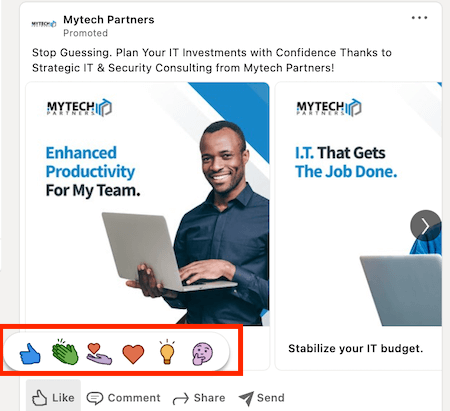 Mytech Partners
Promoted
Stop Guessing. Plan Your IT Investments with Confidence Thanks to
Strategic IT & Security Consulting from Mytech Partners!
MYTECH
PARTNERS
Enhanced
Productivity
For My Team.
MYTECH
PARTNERS
I.T. That Gets
The Job Done.
Stabilize your IT budget.
Like
Comment
Share
Send